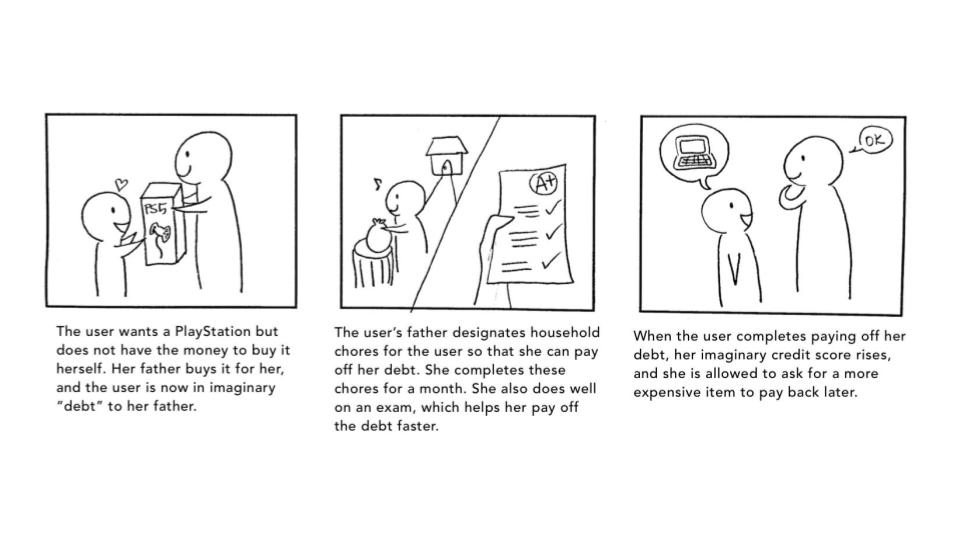 PS5
The user wants a PlayStation but
does not have the money to buy it
herself. Her father buys it for her,
and the user is now in imaginary
“debt” to her father.
A+
The user’s father designates household
chores for the user so that she can pay
off her debt. She completes these
chores for a month. She also does well
on an exam, which helps her pay off
the debt faster.
OK
When the user completes paying off her
debt, her imaginary credit score rises,
and she is allowed to ask for a more
expensive item to pay back later.